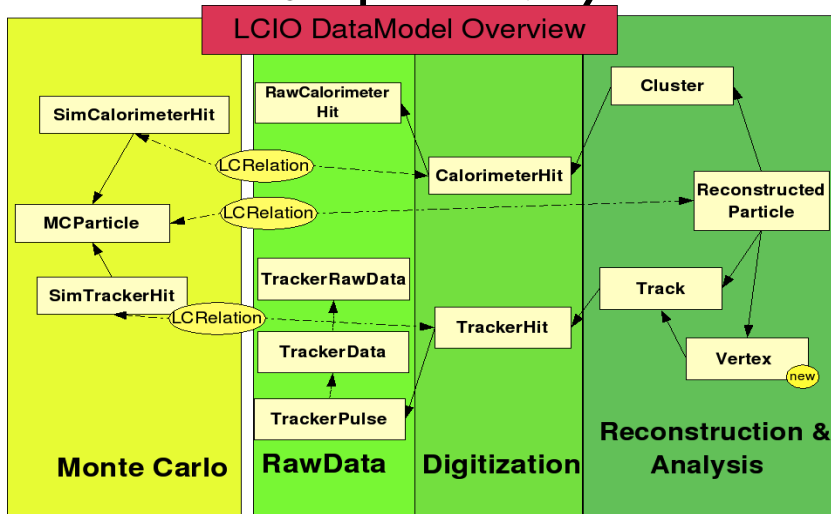 LCIO DataModel Overview
SimCalorimeterHit
MCParticle
SimTrackerHit
Monte Carlo
RawCalorimeter
Hit
LCRelation
LCRelation
TrackerRawData
LCRelation
TrackerData
TrackerPulse
RawData
CalorimeterHit
TrackerHit
Digitization
Cluster
Reconstructed
Particle
Track
Vertex
new
Reconstruction &
Analysis